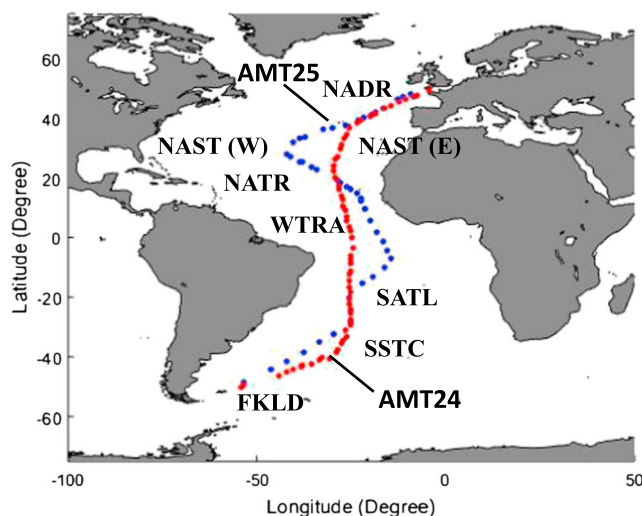 60
AMT25
NADR
40
NAST (W)
NAST (E)
20
NATR
WTRA
0
Latitude (Degree)
-20
SATL
SSTC
-40
FKLD
AMT24
-60
-100
-50
0
50
Longitude (Degree)